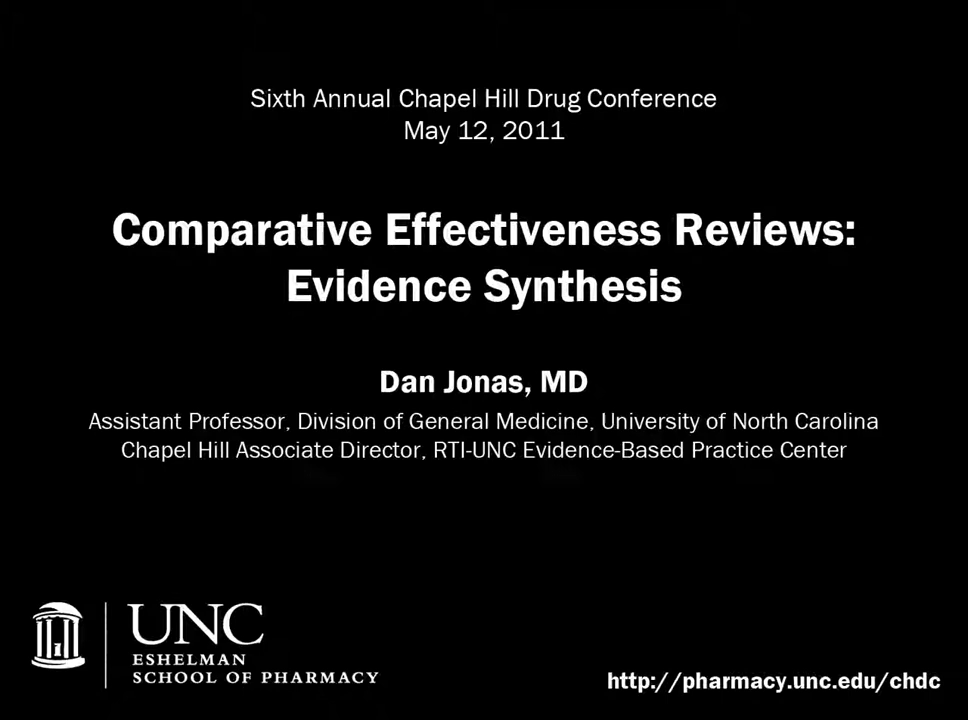 Sixth Annual Chapel Hill Drug Conference
May 12, 2011
Comparative Effectiveness Reviews:
Evidence Synthesis
Dan Jonas, MD
Assistant Professor, Division of General Medicine, University of North Carolina
Chapel Hill Associate Director, RTI-UNC Evidence-Based Practice Center
UNC
ESHELMAN
SCHOOL OF PHARMACY
http://pharmacy.unc.edu/chdc